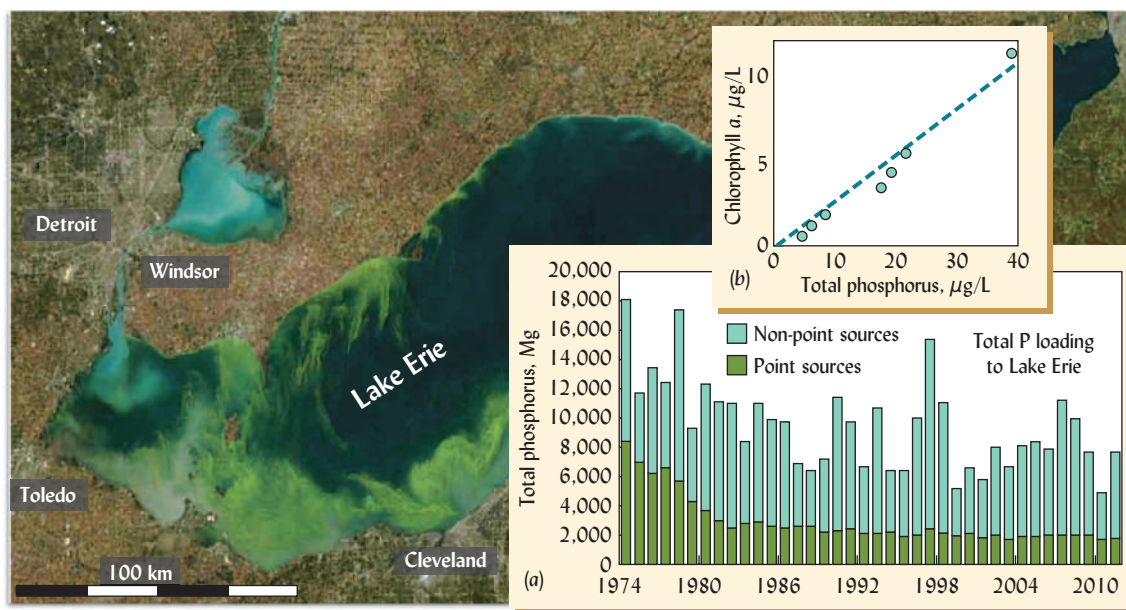 Detroit
Windsor
Toledo
Cleveland
Lake Erie
100 km
Chlorophyll a, µg/L
10
5
0
0 10 20 30 40
(b)
Total phosphorus, µg/L
Total phosphorus, Mg
20,000
18,000
16,000
14,000
12,000
10,000
8,000
6,000
4,000
2,000
0
Non-point sources
Point sources
Total P loading
to Lake Erie
(a)
1974 1980 1986 1992 1998 2004 2010